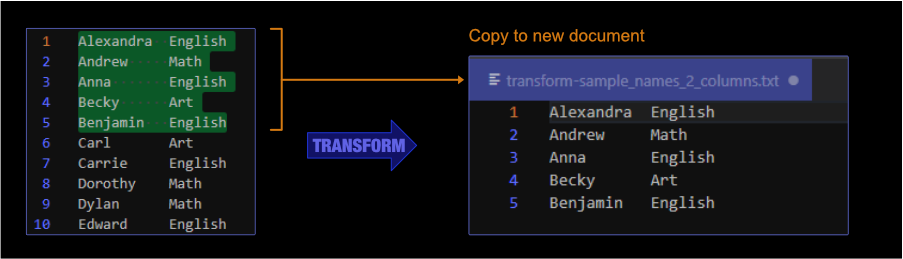 1 Alexandra English
2 Andrew Math
3 Anna English
4 Becky Art
5 Benjamin English
6 Carl Art
7 Carrie English
8 Dorothy Math
9 Dylan Math
10 Edward English
TRANSFORM
Copy to new document
transform-sample_names_2_columns.txt
1 Alexandra English
2 Andrew Math
3 Anna English
4 Becky Art
5 Benjamin English